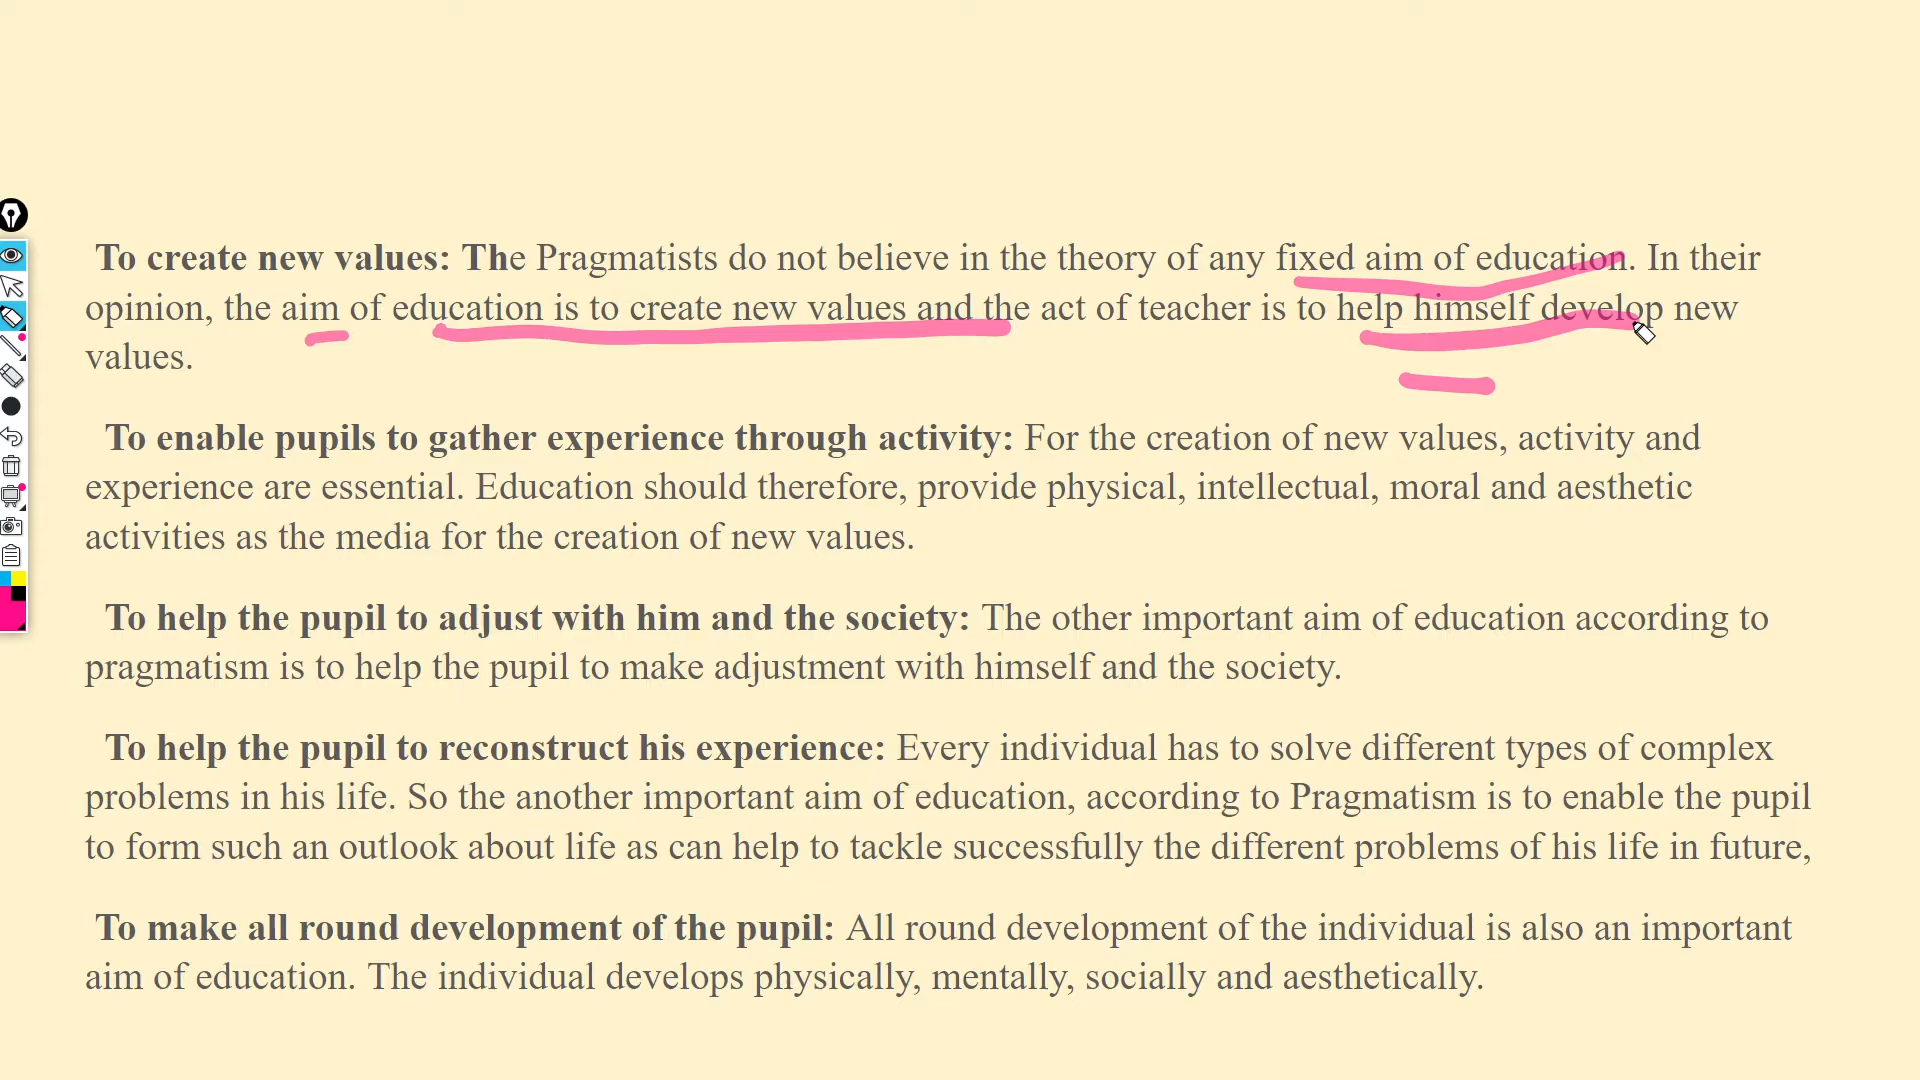 To create new values: The Pragmatists do not believe in the theory of any fixed aim of education. In their
opinion, the aim of education is to create new values and the act of teacher is to help himself develop new
values.
To enable pupils to gather experience through activity: For the creation of new values, activity and
experience are essential. Education should therefore, provide physical, intellectual, moral and aesthetic
activities as the media for the creation of new values.
To help the pupil to adjust with him and the society: The other important aim of education according to
pragmatism is to help the pupil to make adjustment with himself and the society.
To help the pupil to reconstruct his experience: Every individual has to solve different types of complex
problems in his life. So the another important aim of education, according to Pragmatism is to enable the pupil
to form such an outlook about life as can help to tackle successfully the different problems of his life in future,
To make all round development of the pupil: All round development of the individual is also an important
aim of education. The individual develops physically, mentally, socially and aesthetically.